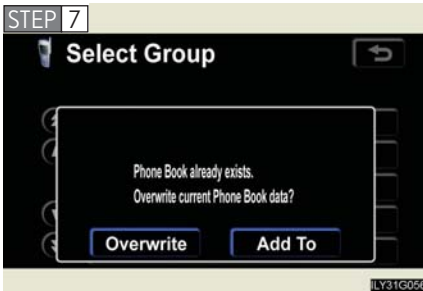 STEP 7
Select Group
Phone Book already exists.
Overwrite current Phone Book data?
Overwrite Add To
ILY31G056